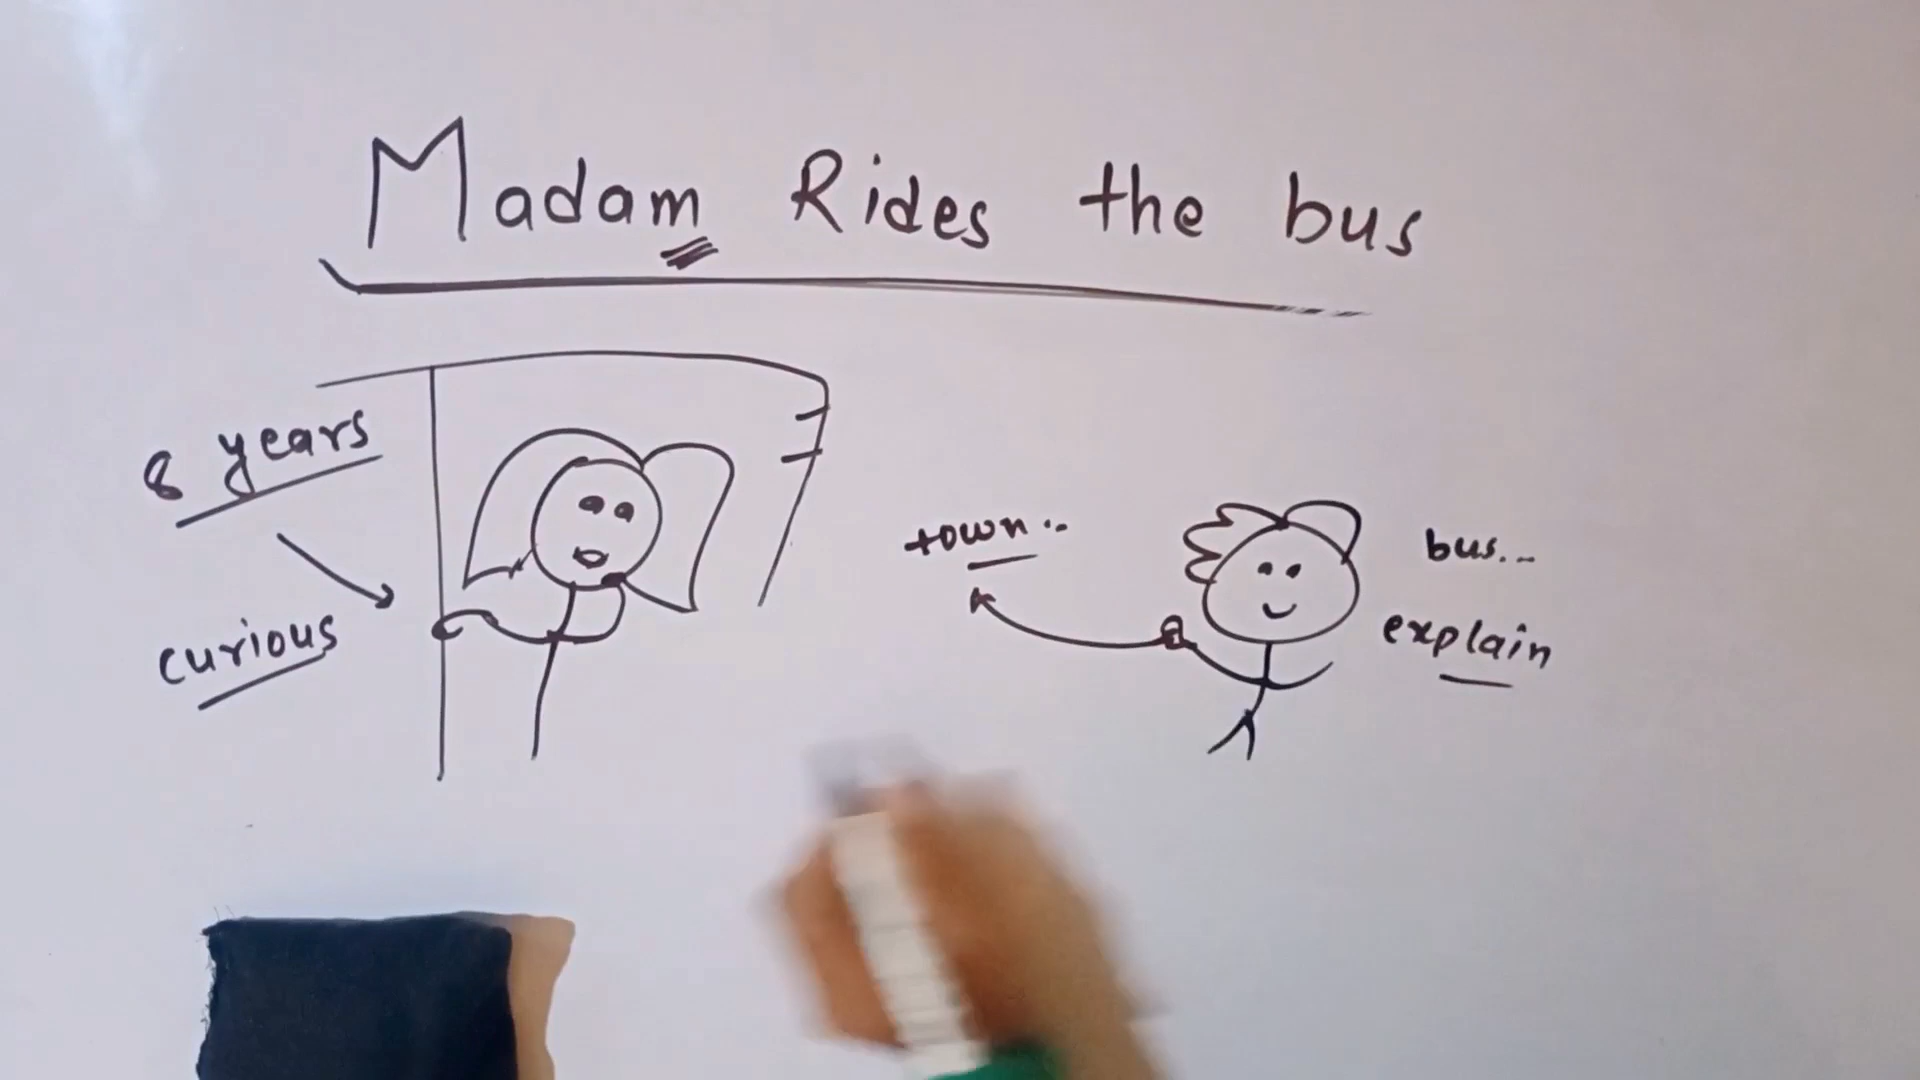 Madam Rides the bus
8 years
curious
town..
bus...
explain